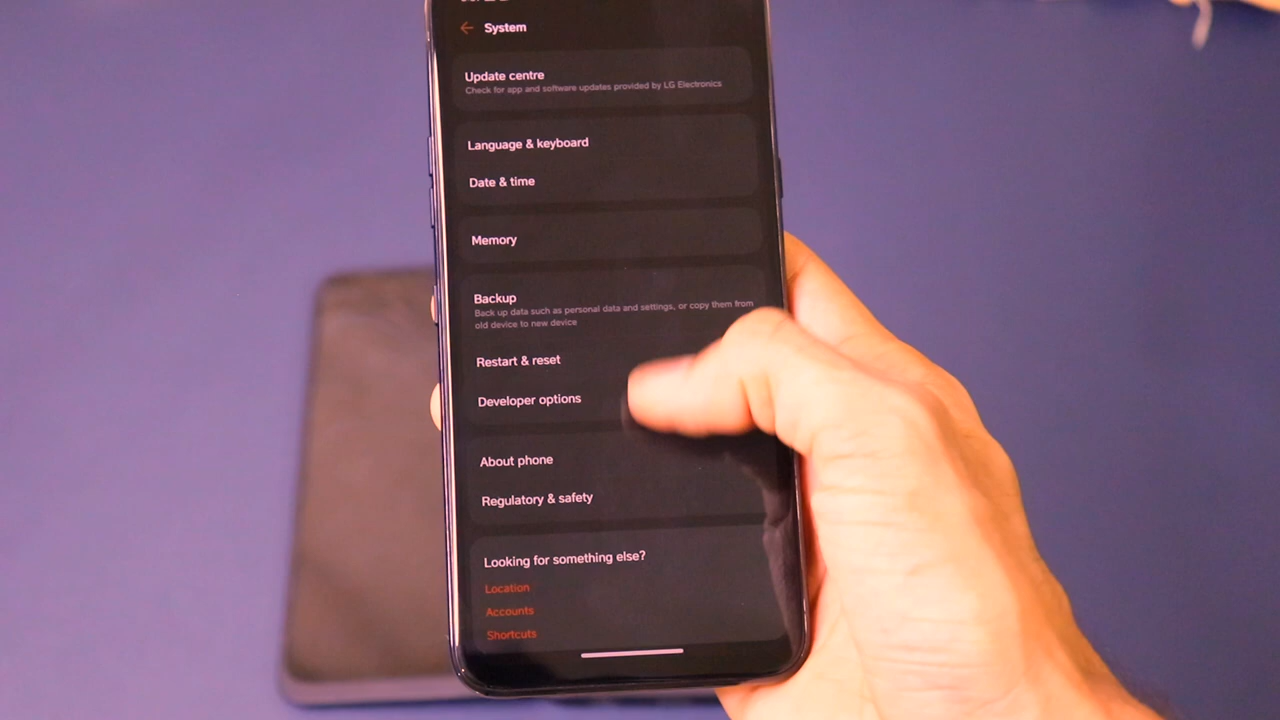 System
Update centre
Check for app and software updates provided by LG Electronics
Language & keyboard
Date & time
Memory
Backup
Back up data such as personal data and settings, or copy them from
old device to new device
Restart & reset
Developer options
About phone
Regulatory & safety
Looking for something else?
Location
Accounts
Shortcuts